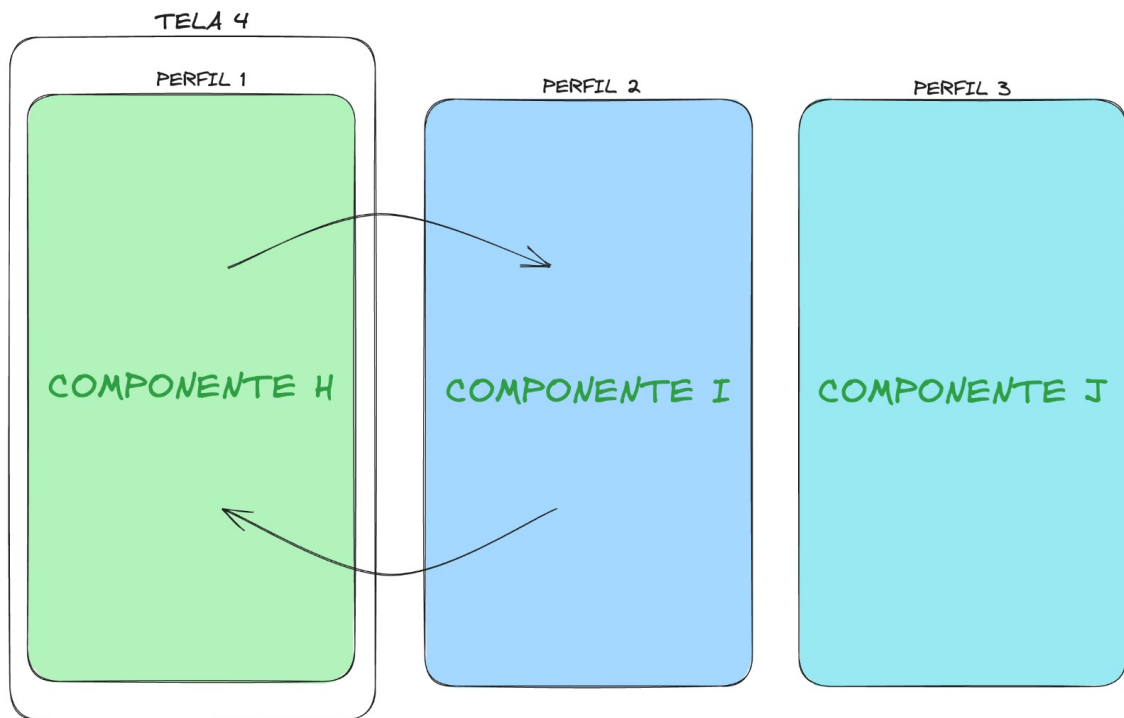 TELA 4
PERFIL 1
PERFIL 2
PERFIL 3
COMPONENTE H
COMPONENTE I
COMPONENTE J